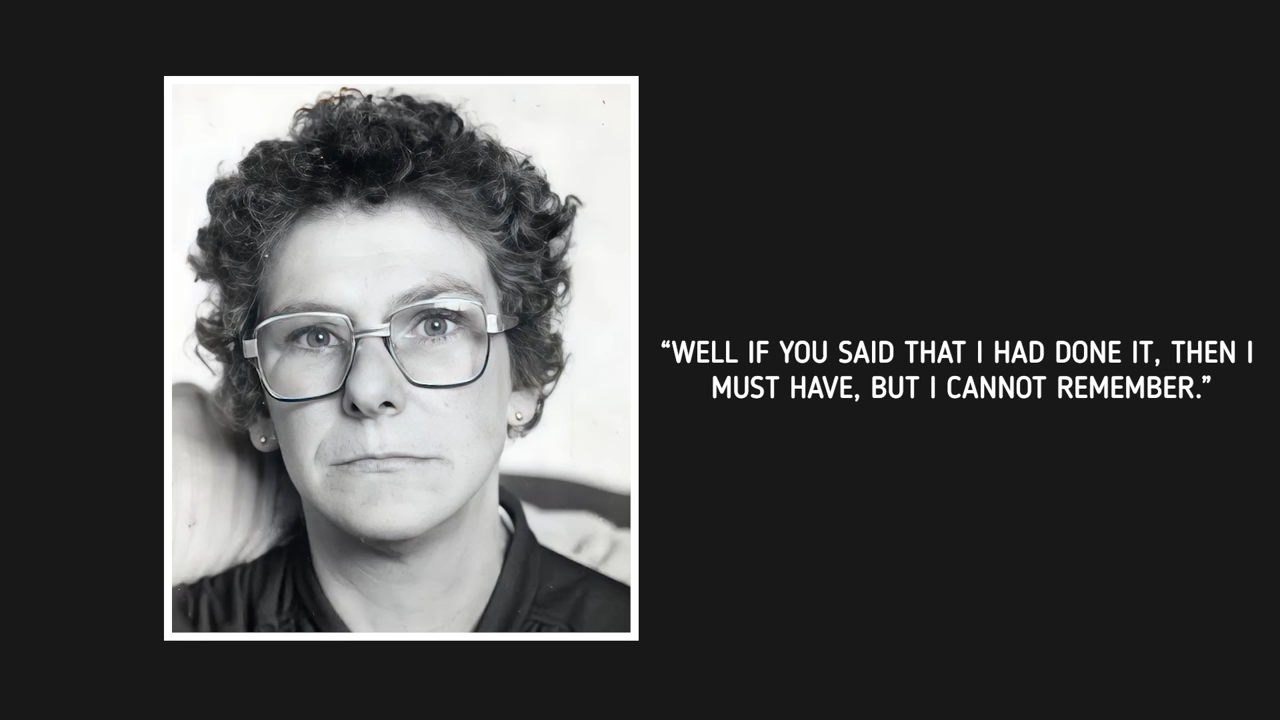 “WELL IF YOU SAID THAT I HAD DONE IT, THEN I
MUST HAVE, BUT I CANNOT REMEMBER.”